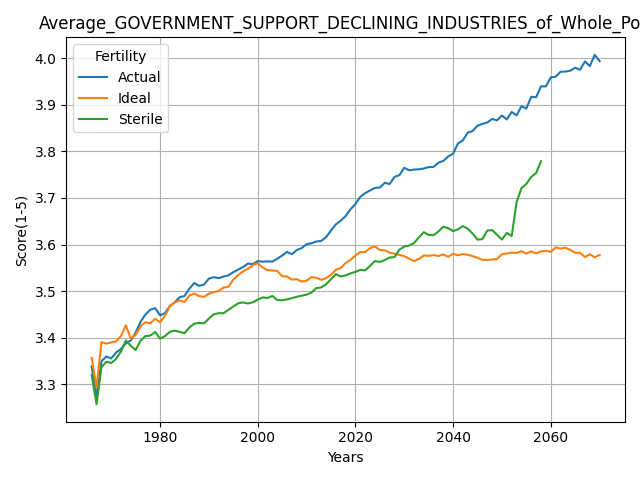 Average_GOVERNMENT_SUPPORT_DECLINING_INDUSTRIES_of_Whole_Po
Fertility
Actual
Ideal
Sterile
Score(1-5)
4.0
3.9
3.8
3.7
3.6
3.5
3.4
3.3
1980
2000
2020
2040
2060
Years